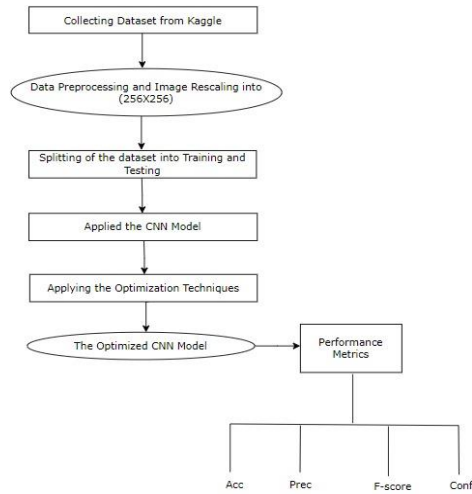 Collecting Dataset from Kaggle
Data Preprocessing and Image Rescaling into
(256X256)
Splitting of the dataset into Training and
Testing
Applied the CNN Model
Applying the Optimization Techniques
The Optimized CNN Model
Performance
Metrics
Acc Prec F-score Conf